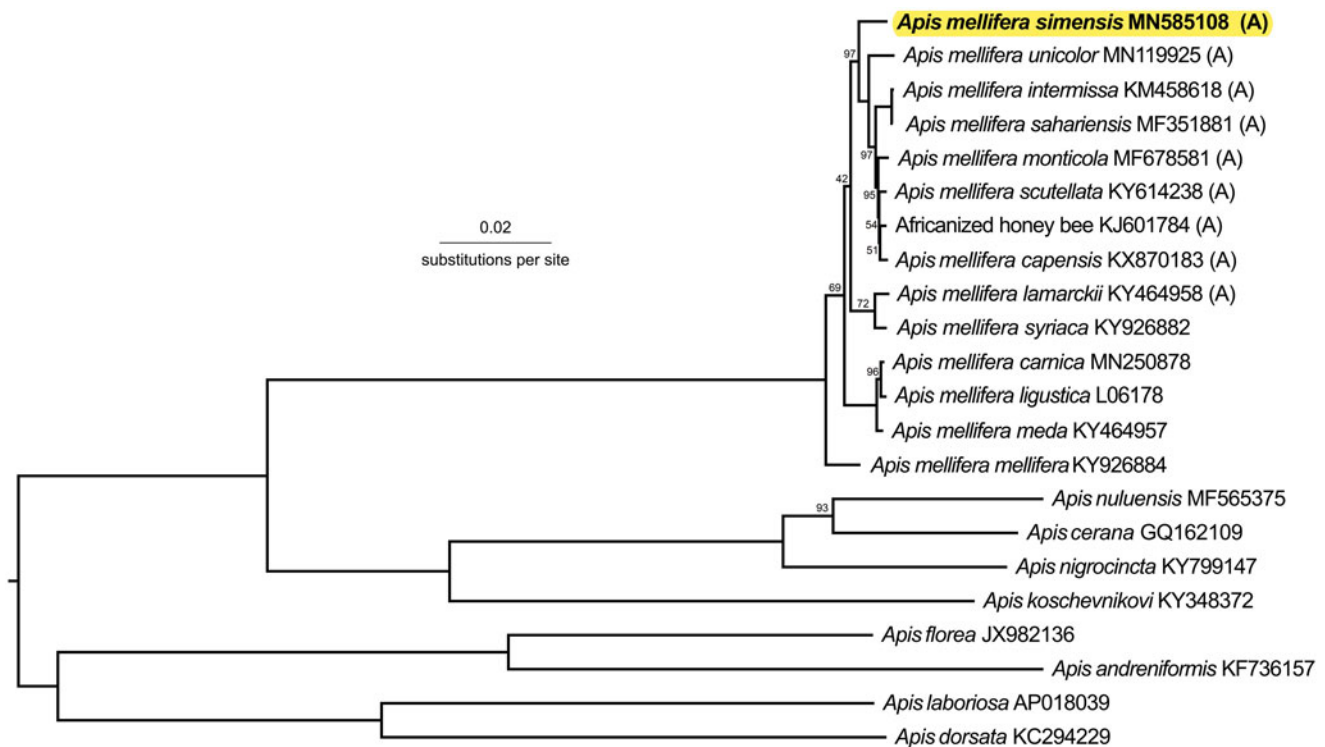 Apis mellifera simensis MN585108 (A)
97
Apis mellifera unicolor MN119925 (A)
Apis mellifera intermissa KM458618 (A)
Apis mellifera sahariensis MF351881 (A)
97
Apis mellifera monticola MF678581 (A)
42
95
Apis mellifera scutellata KY614238 (A)
0.02
substitutions per site
54
Africanized honey bee KJ601784 (A)
51
Apis mellifera capensis KX870183 (A)
69
72
Apis mellifera lamarckii KY464958 (A)
Apis mellifera syriaca KY926882
96
Apis mellifera carnica MN250878
Apis mellifera ligustica L06178
Apis mellifera meda KY464957
Apis mellifera mellifera KY926884
Apis nuluensis MF565375
93
Apis cerana GQ162109
Apis nigrocincta KY799147
Apis koschevnikovi KY348372
Apis florea JX982136
Apis andreniformis KF736157
Apis laboriosa AP018039
Apis dorsata KC294229